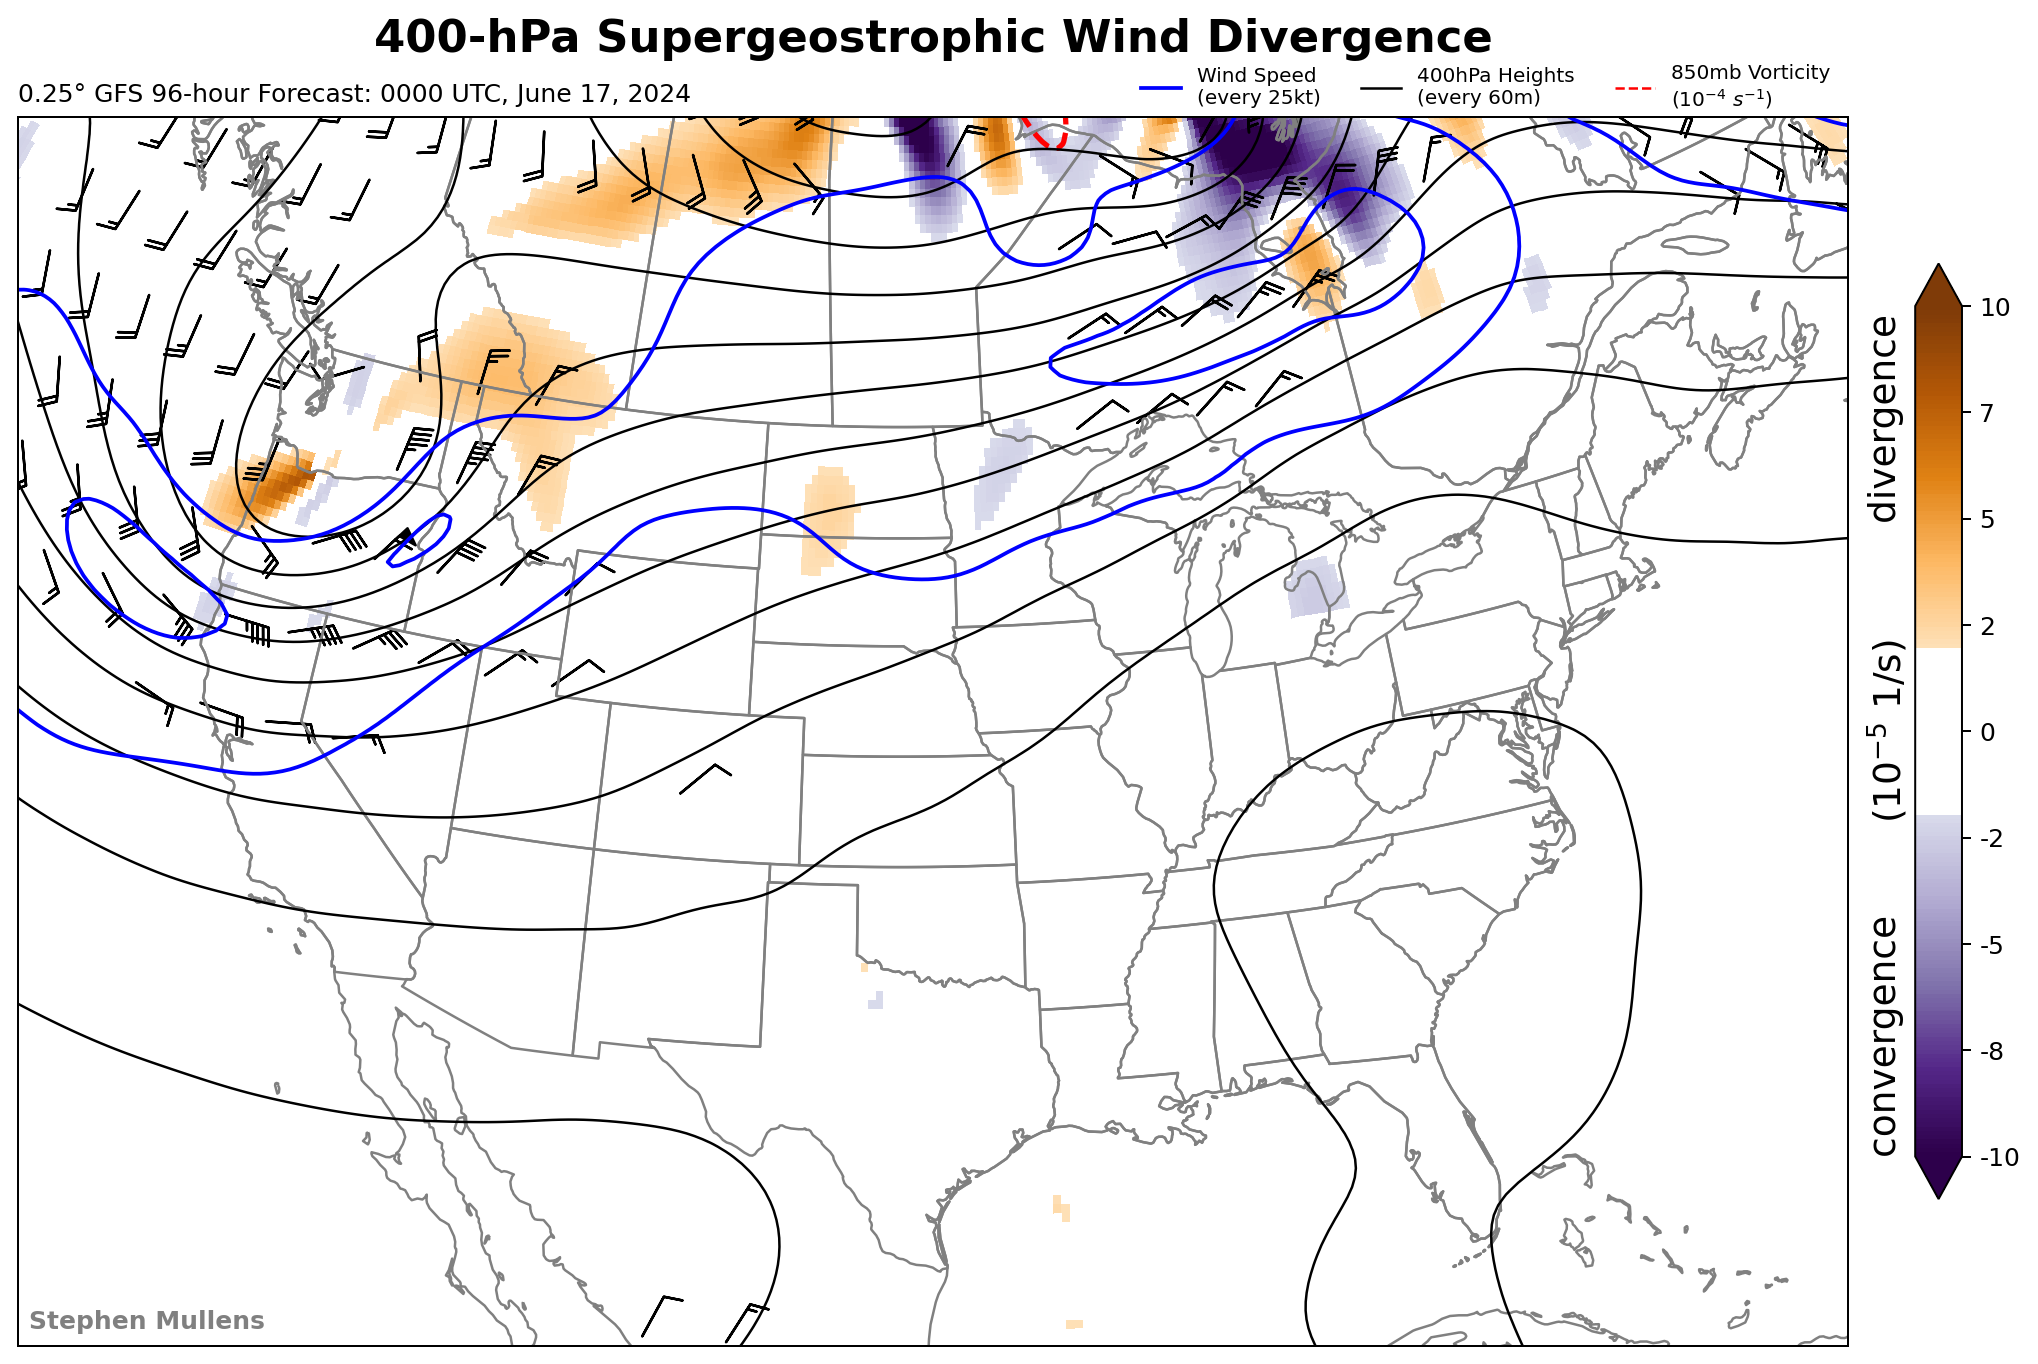 400-hPa Supergeostrophic Wind Divergence
0.25° GFS 96-hour Forecast: 0000 UTC, June 17, 2024
Wind Speed
(every 25kt)
400hPa Heights
(every 60m)
850mb Vorticity
(10⁻⁴ s⁻¹)
10
7
5
2
0
-2
-5
-8
-10
divergence
(10⁻⁵ 1/s)
convergence
Stephen Mullens